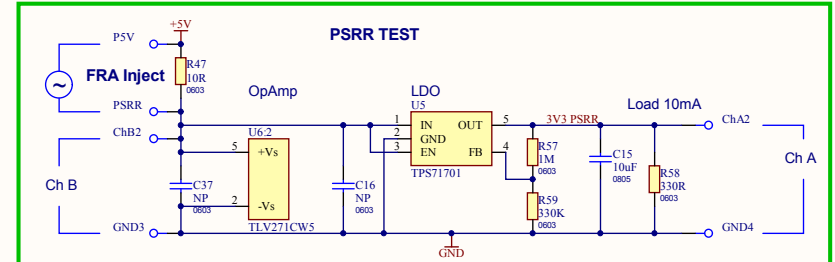 +5V
P5V
PSRR TEST
R47
10R
0603
FRA Inject
~
PSRR
OpAmp
LDO
U5
Load 10mA
ChB2
U6:2
1 IN OUT 5
3V3 PSRR
ChA2
2 GND
3 EN FB 4
TPS71701
5 +Vs
R57
1M
0603
C15
10uF
0805
R58
330R
0603
Ch B
Ch A
C37
NP
0603
C16
NP
0603
2 -Vs
R59
330K
0603
GND3
TLV271CW5
GND
GND4